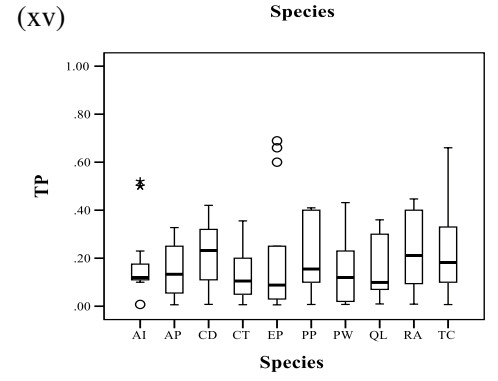 Species
(xv)
1.00
.80
.60
.40
.20
.00
TP
AI AP CD CT EP PP PW QL RA TC
Species